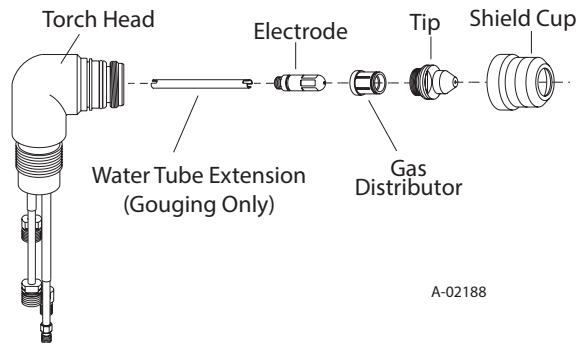 Torch Head
Electrode
Tip
Shield Cup
Water Tube Extension
(Gouging Only)
Gas
Distributor
A-02188